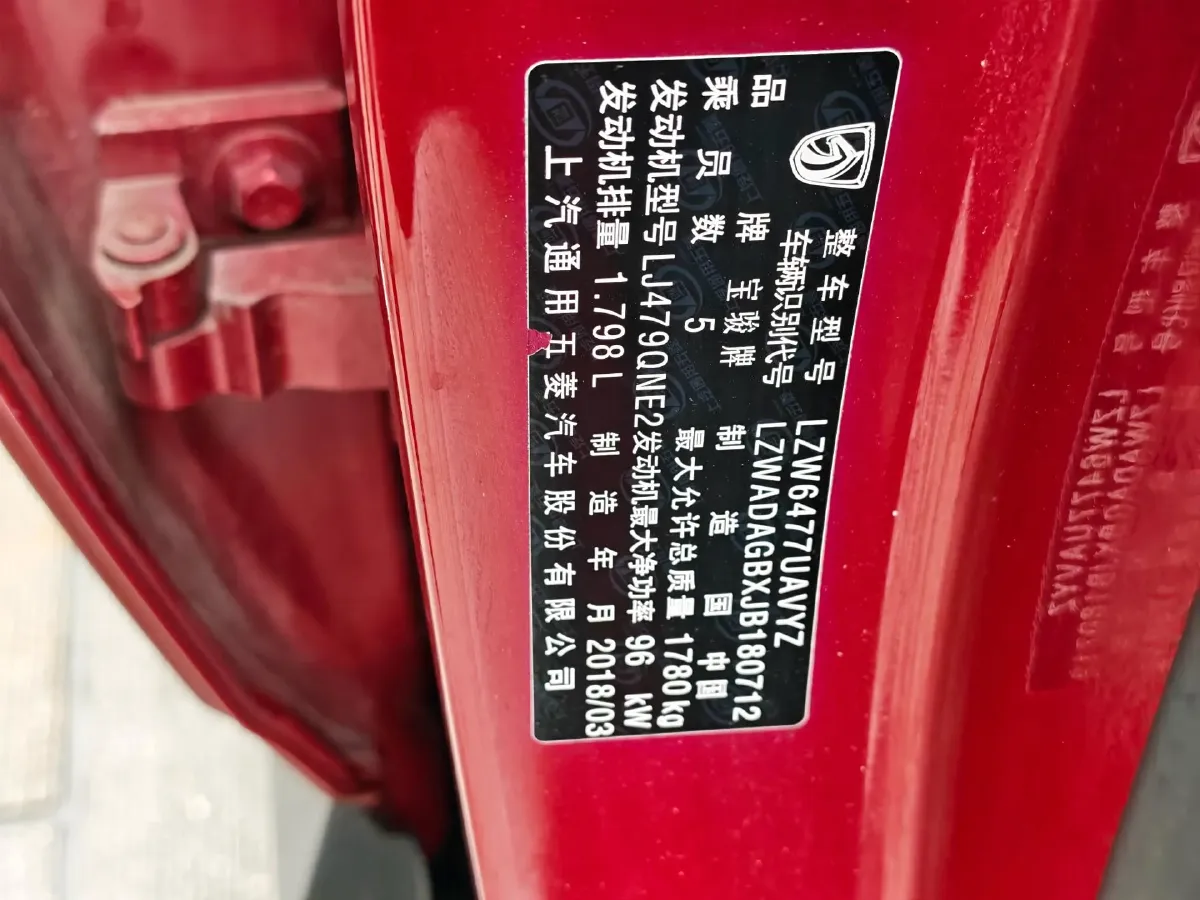 整车型号 LZW6477UAVYZ
车辆识别代号 LZWADAGBXJB180712
品牌 宝骏牌 制造国 中国
乘员数 5 最大允许总质量 1780kg
发动机型号 LJ479QNE2 发动机最大净功率 96 kW
发动机排量 1.798L 制造年月 2018/03
上汽通用五菱汽车股份有限公司